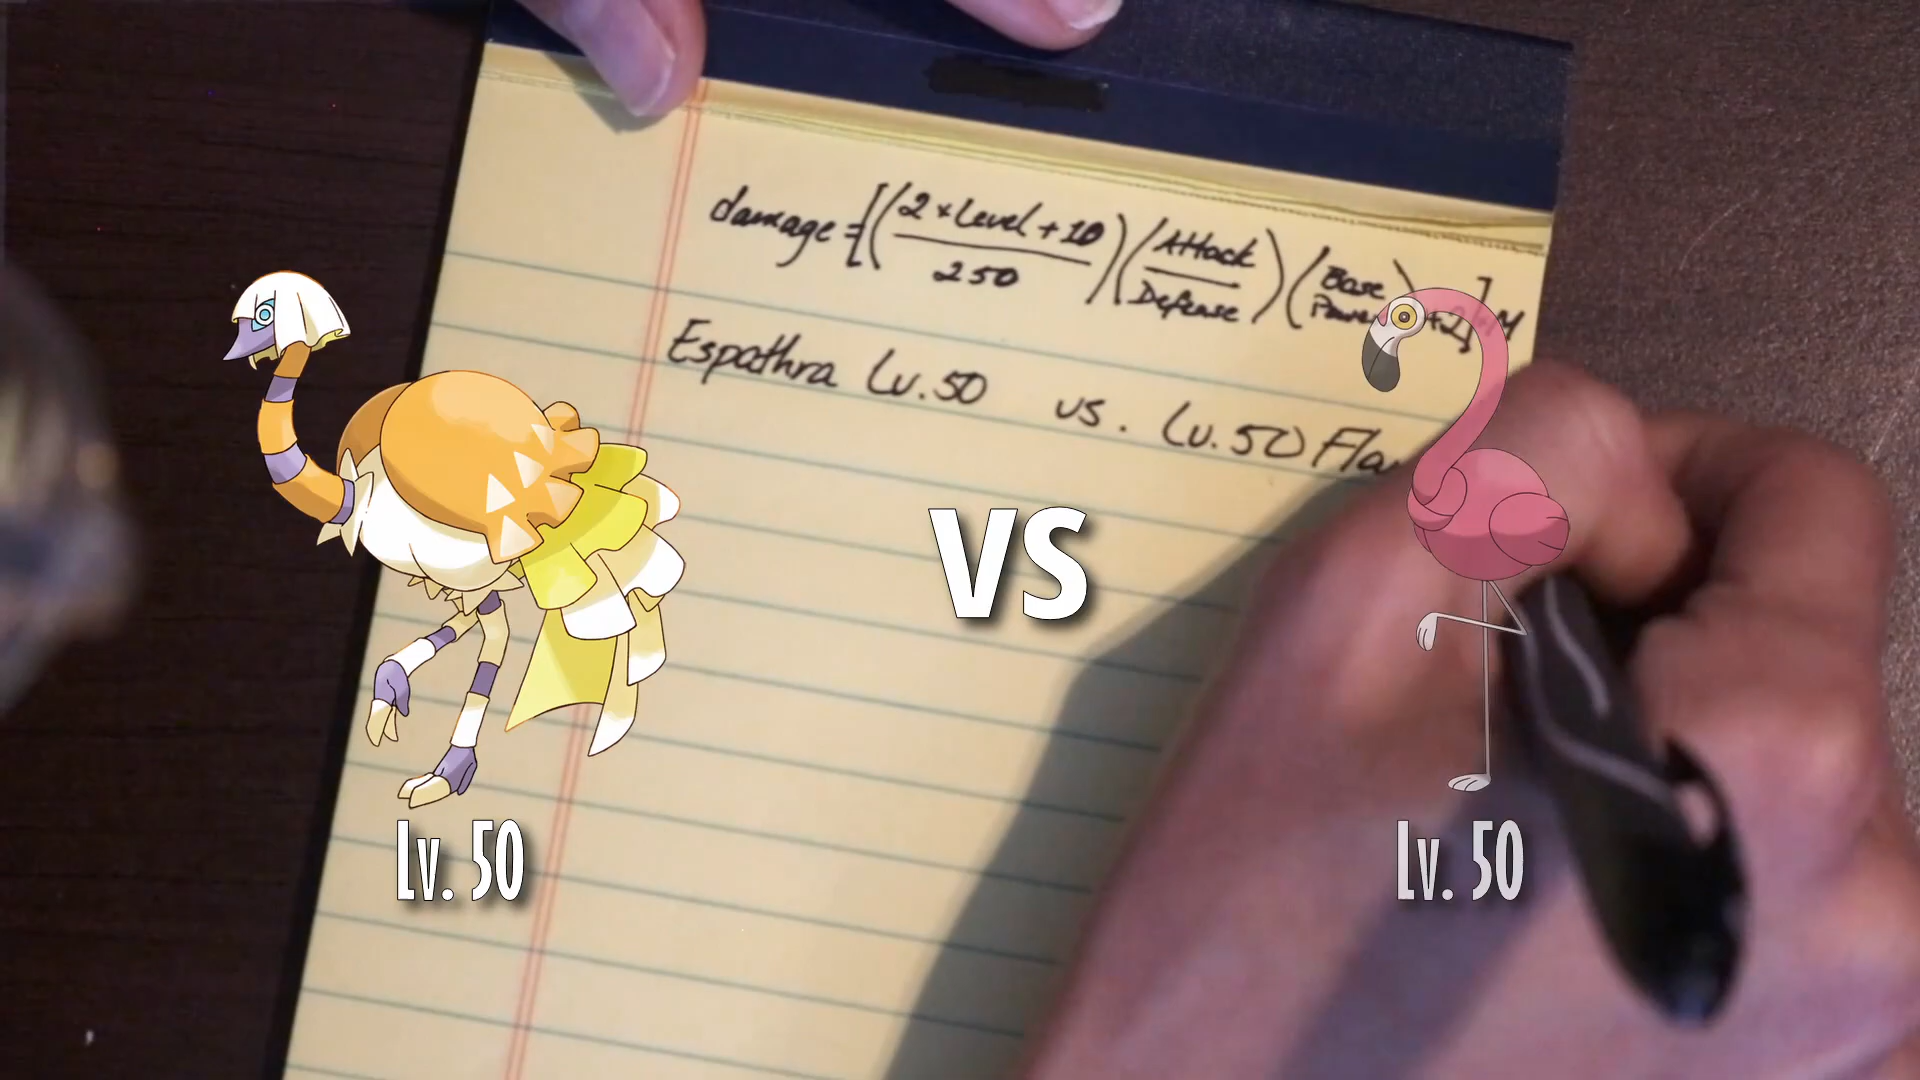 damage = [((2 × Level + 10) / 250) (Attack / Defense) (Base Power) + 2] × M
Espathra Lv. 50 vs. Lv. 50 Fla
VS
Lv. 50
Lv. 50